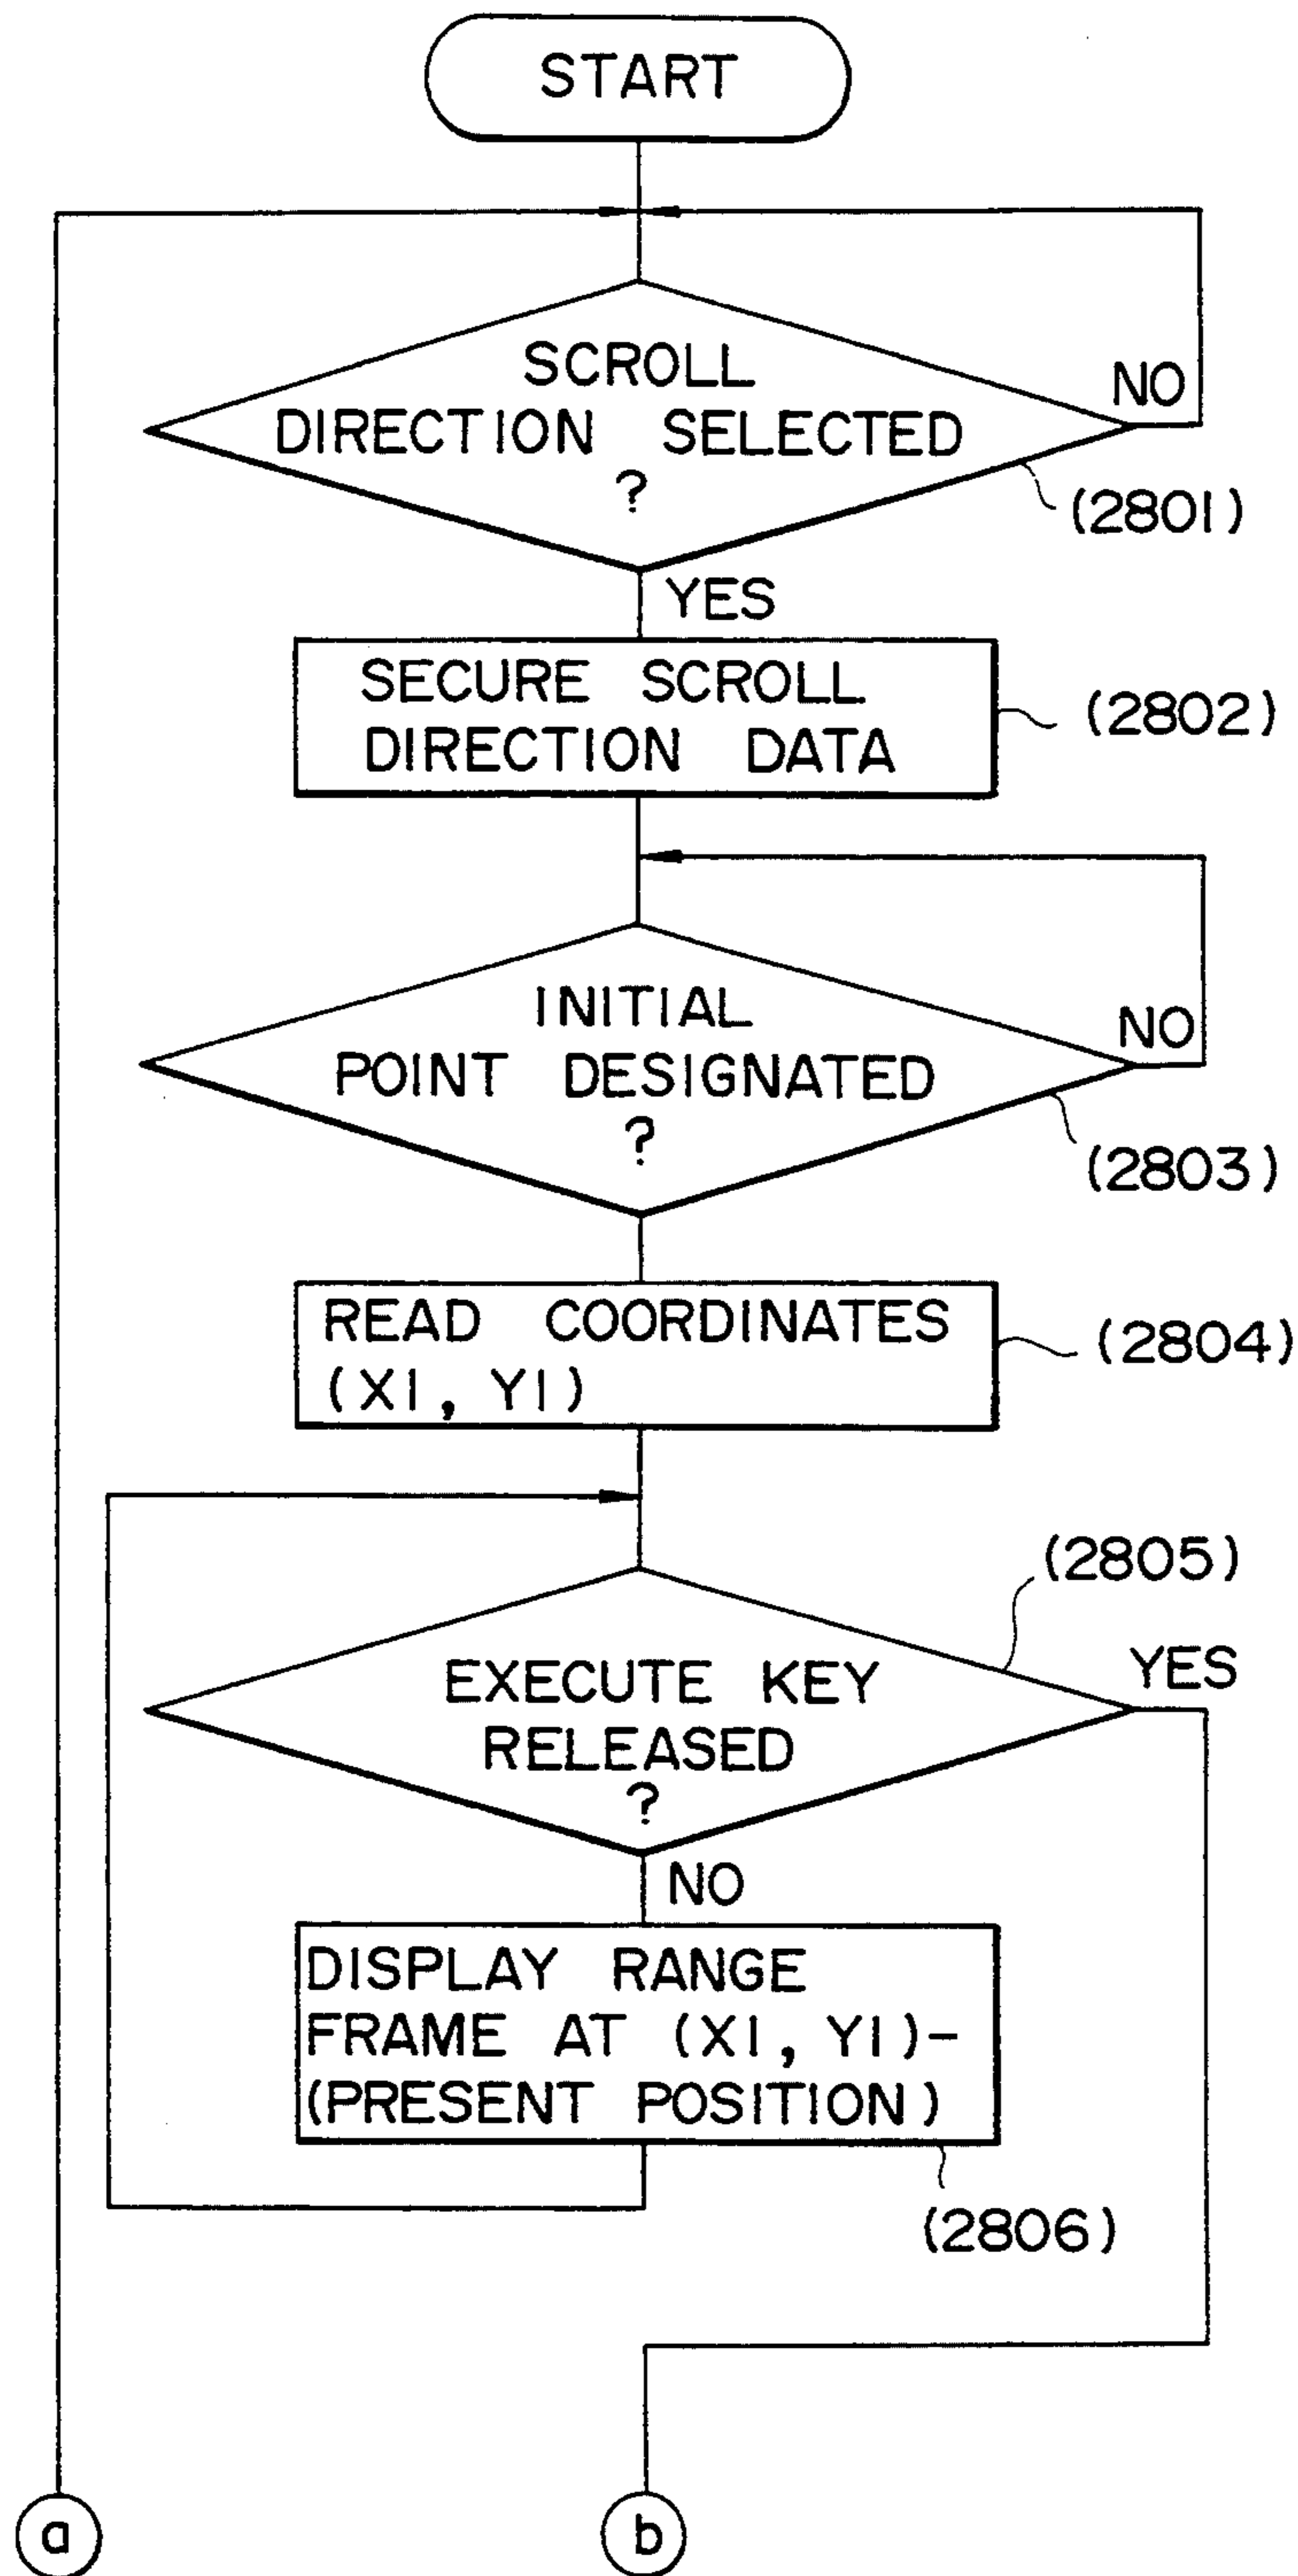 START
SCROLL
DIRECTION SELECTED
?
NO
(2801)
YES
SECURE SCROLL
DIRECTION DATA
(2802)
INITIAL
POINT DESIGNATED
?
NO
(2803)
READ COORDINATES
(X1, Y1)
(2804)
(2805)
EXECUTE KEY
RELEASED
?
YES
NO
DISPLAY RANGE
FRAME AT (X1, Y1)-
(PRESENT POSITION)
(2806)
a
b